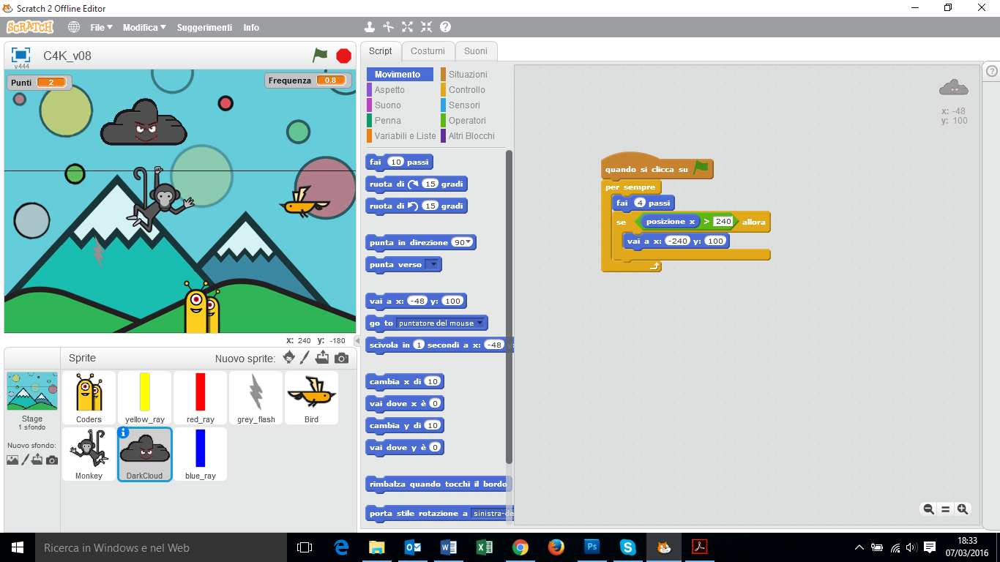 Scratch 2 Offline Editor
SCRATCH
File Modifica Suggerimenti Info
v444
C4K_v08
Punti 2
Frequenza 0.8
x: 240 y: -180
Sprite
Nuovo sprite:
Stage
1 sfondo
Nuovo sfondo:
Coders yellow_ray red_ray grey_flash Bird
Monkey DarkCloud blue_ray
Script Costumi Suoni
Movimento Situazioni
Aspetto Controllo
Suono Sensori
Penna Operatori
Variabili e Liste Altri Blocchi
fai 10 passi
ruota di 15 gradi
ruota di 15 gradi
punta in direzione 90
punta verso
vai a x: -48 y: 100
go to puntatore del mouse
scivola in 1 secondi a x: -48
cambia x di 10
vai dove x è 0
cambia y di 10
vai dove y è 0
rimbalza quando tocchi il bordo
porta stile rotazione a sinistra-de
x: -48
y: 100
quando si clicca su
per sempre
fai 4 passi
se posizione x > 240 allora
vai a x: -240 y: 100
Ricerca in Windows e nel Web
18:33
07/03/2016